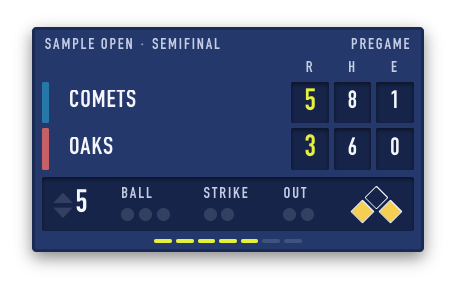 SAMPLE OPEN · SEMIFINAL PREGAME
R H E
COMETS 5 8 1
OAKS 3 6 0
5 BALL STRIKE OUT